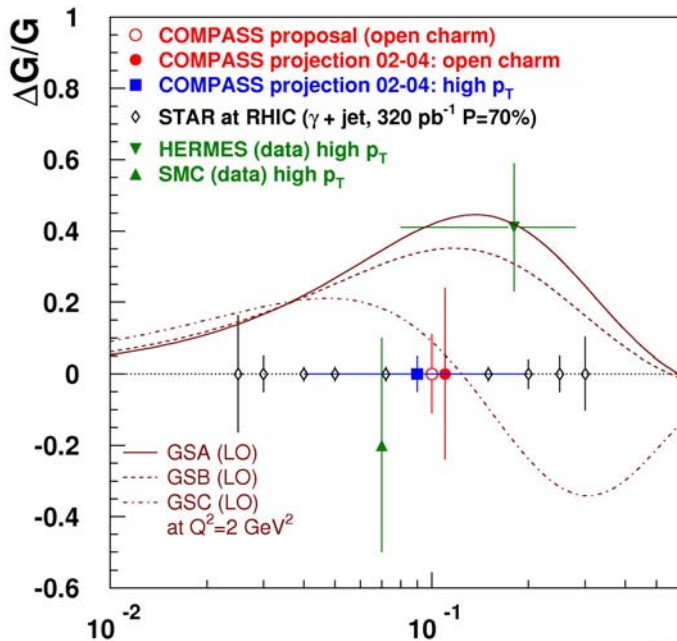 ΔG/G
1
0.8
0.6
0.4
0.2
0
-0.2
-0.4
-0.6
COMPASS proposal (open charm)
COMPASS projection 02-04: open charm
COMPASS projection 02-04: high p_T
STAR at RHIC (γ + jet, 320 pb⁻¹ P=70%)
HERMES (data) high p_T
SMC (data) high p_T
GSA (LO)
GSB (LO)
GSC (LO)
at Q²=2 GeV²
10⁻²
10⁻¹